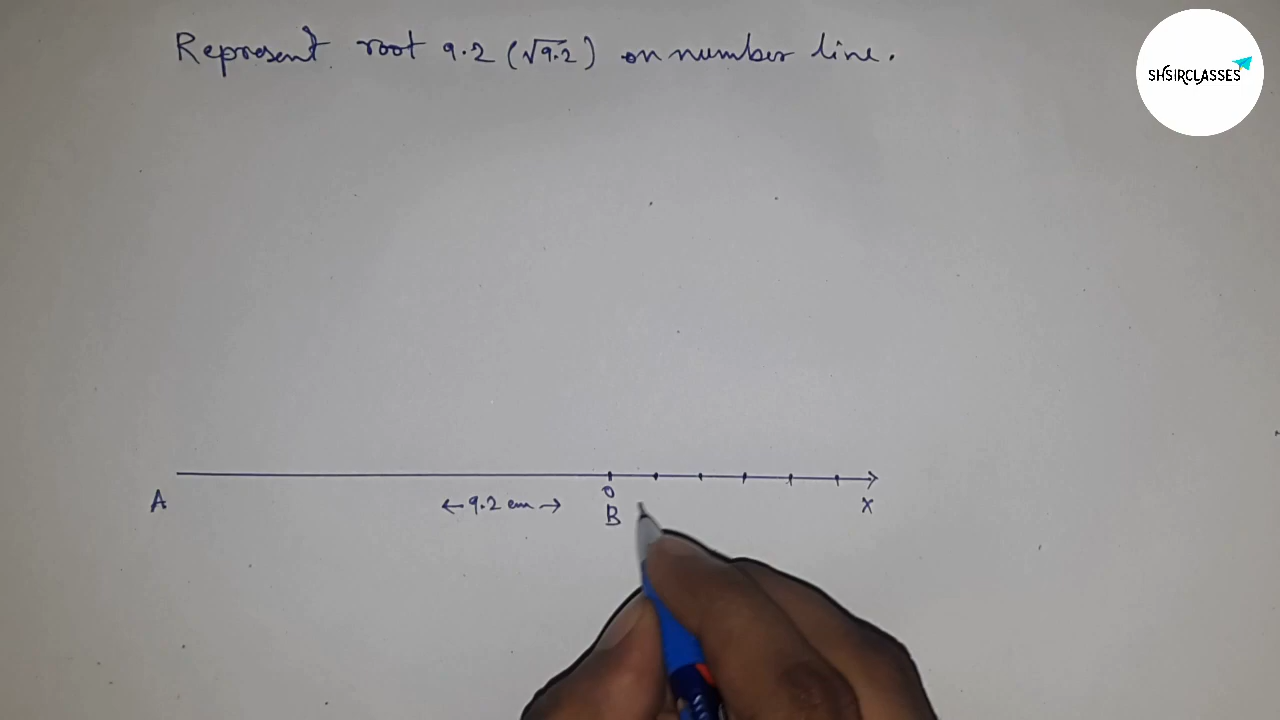 Represent root 9.2 (√9.2) on number line.
SHSIRCLASSES
A ←9.2 cm→ 0 X
B